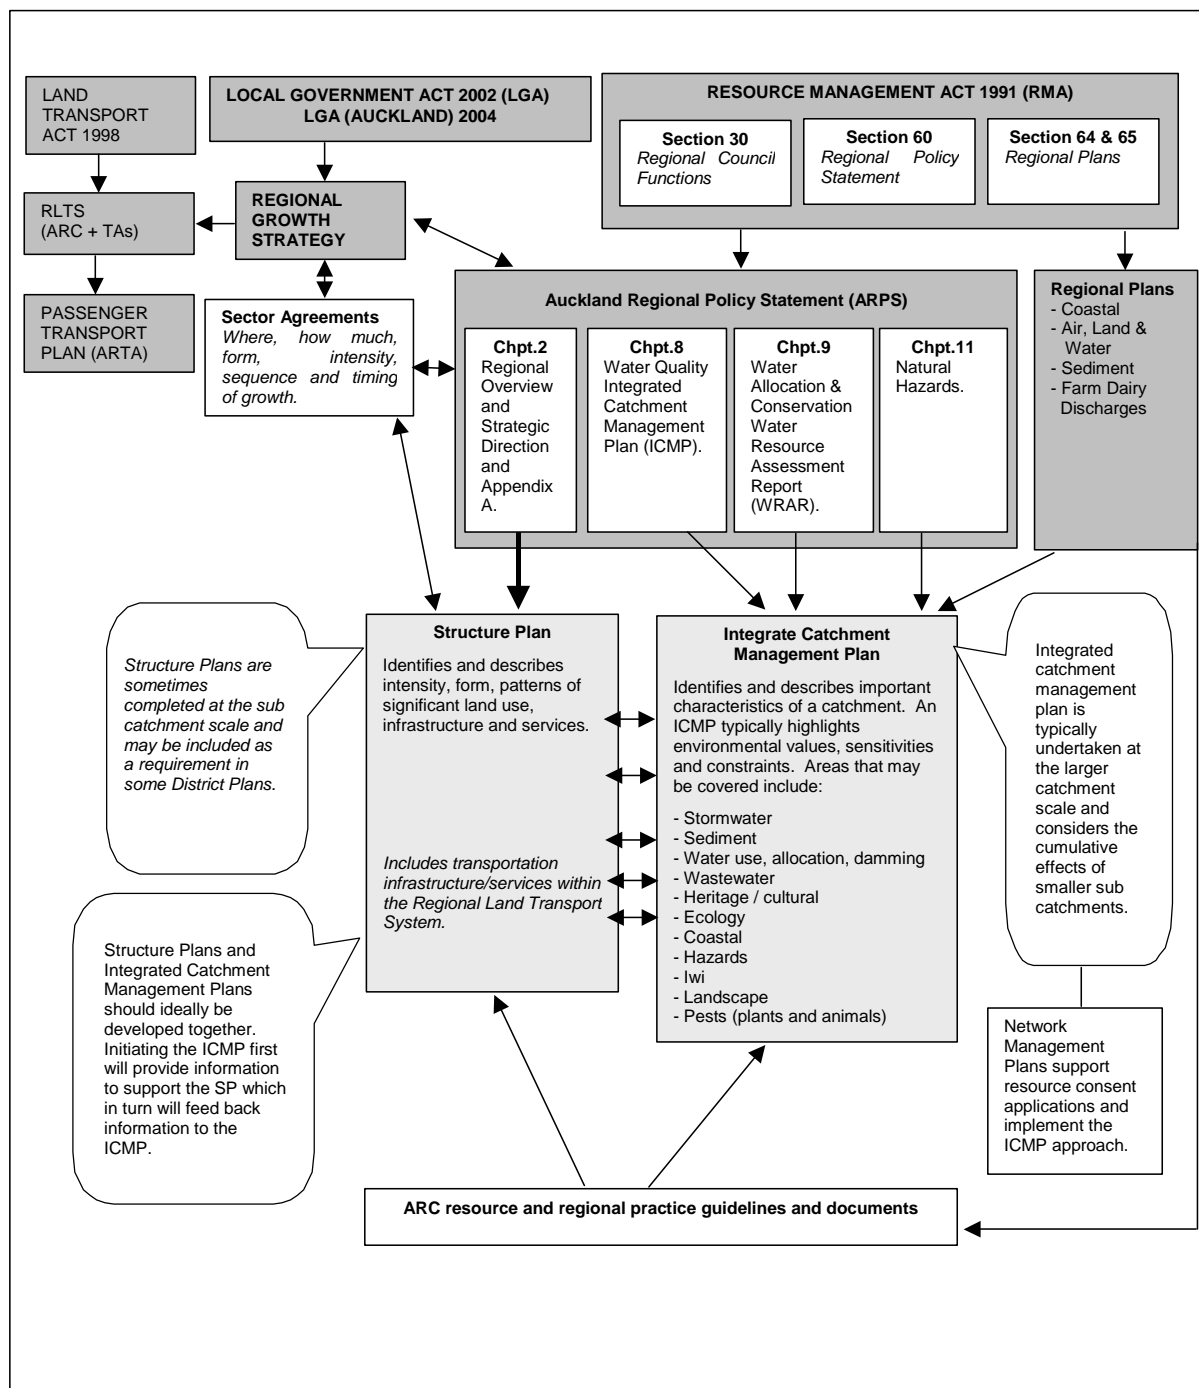 LAND
TRANSPORT
ACT 1998
LOCAL GOVERNMENT ACT 2002 (LGA)
LGA (AUCKLAND) 2004
RESOURCE MANAGEMENT ACT 1991 (RMA)
Section 30
Regional Council
Functions
Section 60
Regional Policy
Statement
Section 64 & 65
Regional Plans
RLTS
(ARC + TAs)
REGIONAL
GROWTH
STRATEGY
PASSENGER
TRANSPORT
PLAN (ARTA)
Sector Agreements
Where, how much,
form, intensity,
sequence and timing
of growth.
Auckland Regional Policy Statement (ARPS)
Chpt.2
Regional
Overview
and
Strategic
Direction
and
Appendix
A.
Chpt.8
Water Quality
Integrated
Catchment
Management
Plan (ICMP).
Chpt.9
Water
Allocation &
Conservation
Water
Resource
Assessment
Report
(WRAR).
Chpt.11
Natural
Hazards.
Regional Plans
- Coastal
- Air, Land &
Water
- Sediment
- Farm Dairy
Discharges
Structure Plans are
sometimes
completed at the sub
catchment scale and
may be included as
a requirement in
some District Plans.
Structure Plan
Identifies and describes
intensity, form, patterns of
significant land use,
infrastructure and services.
Includes transportation
infrastructure/services within
the Regional Land Transport
System.
Integrate Catchment
Management Plan
Identifies and describes important
characteristics of a catchment. An
ICMP typically highlights
environmental values, sensitivities
and constraints. Areas that may
be covered include:
- Stormwater
- Sediment
- Water use, allocation, damming
- Wastewater
- Heritage / cultural
- Ecology
- Coastal
- Hazards
- Iwi
- Landscape
- Pests (plants and animals)
Integrated
catchment
management
plan is
typically
undertaken at
the larger
catchment
scale and
considers the
cumulative
effects of
smaller sub
catchments.
Structure Plans and
Integrated Catchment
Management Plans
should ideally be
developed together.
Initiating the ICMP first
will provide information
to support the SP which
in turn will feed back
information to the
ICMP.
Network
Management
Plans support
resource consent
applications and
implement the
ICMP approach.
ARC resource and regional practice guidelines and documents